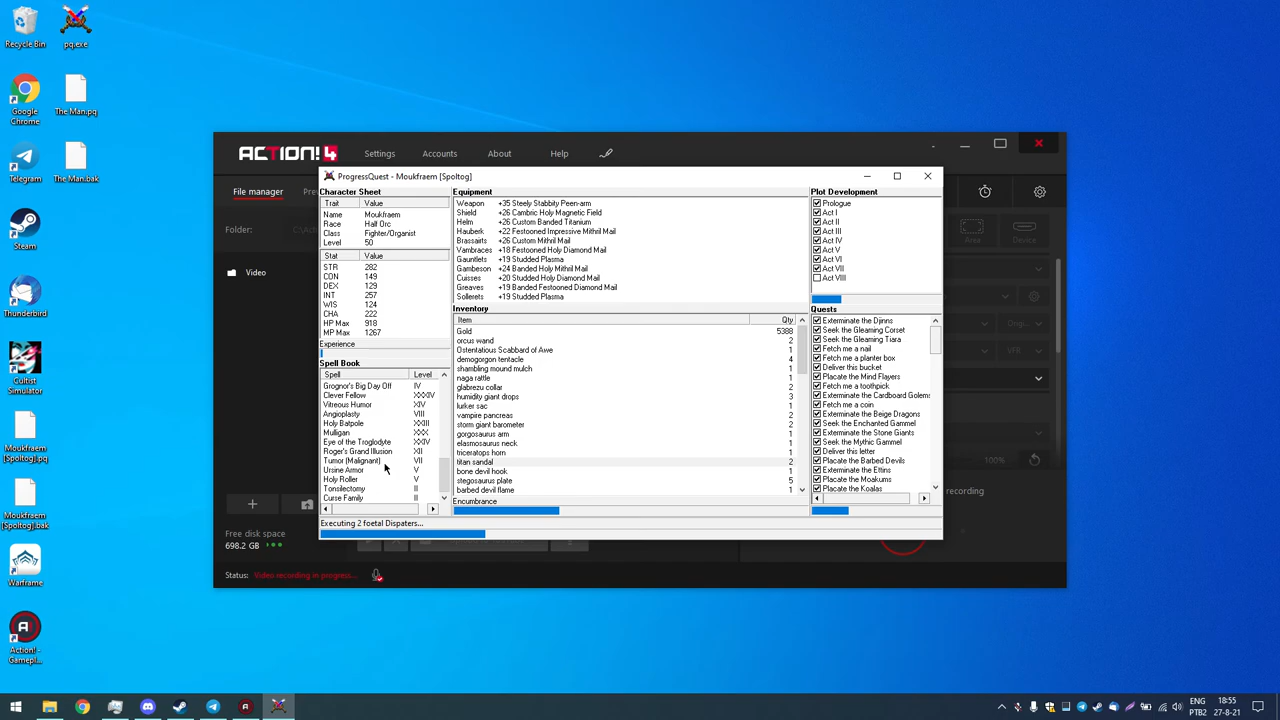 Recycle Bin
pq.exe
Google Chrome
The Man.pq
Telegram
The Man.bak
Steam
Thunderbird
Cultist Simulator
Moukfraem [Spoltog].pq
Moukfraem [Spoltog].bak
Warframe
Action! - Gamepl...
ACTION! 4
Settings
Accounts
About
Help
File manager
Folder:
Video
Free disk space
698.2 GB
Status:
Video recording in progress...
Area
Device
100%
recording
ProgressQuest - Moukfraem [Spoltog]
Character Sheet
Trait Value
Name Moukfraem
Race Half Orc
Class Fighter/Organist
Level 50
Stat Value
STR 282
CON 149
DEX 129
INT 257
WIS 124
CHA 222
HP Max 918
MP Max 1267
Experience
Spell Book
Spell Level
Grognor's Big Day Off IV
Clever Fellow XXXIV
Vitreous Humor XIV
Angioplasty VIII
Holy Batpole XXIII
Mulligan XXX
Eye of the Troglodyte XXIV
Roger's Grand Illusion XII
Tumor (Malignant) VII
Ursine Armor V
Holy Roller V
Tonsilectomy II
Curse Family II
Equipment
Weapon +35 Steely Stabbity Peen-arm
Shield +26 Cambric Holy Magnetic Field
Helm +26 Custom Banded Titanium
Hauberk +22 Festooned Impressive Mithril Mail
Brassairts +26 Custom Mithril Mail
Vambraces +18 Festooned Holy Diamond Mail
Gauntlets +19 Studded Plasma
Gambeson +24 Banded Holy Mithril Mail
Cuisses +20 Studded Holy Diamond Mail
Greaves +19 Banded Festooned Diamond Mail
Sollerets +19 Studded Plasma
Inventory
Item Qty
Gold 5388
orcus wand 2
Ostentatious Scabbard of Awe 1
demogorgon tentacle 4
shambling mound mulch 1
naga rattle 1
glabrezu collar 2
humidity giant drops 3
lurker sac 1
vampire pancreas 2
storm giant barometer 2
gorgosaurus arm 1
elasmosaurus neck 1
triceratops horn 1
titan sandal 2
bone devil hook 1
stegosaurus plate 5
barbed devil flame 1
Encumbrance
Plot Development
Prologue
Act I
Act II
Act III
Act IV
Act V
Act VI
Act VII
Act VIII
Quests
Exterminate the Djinns
Seek the Gleaming Corset
Seek the Gleaming Tiara
Fetch me a nail
Fetch me a planter box
Deliver this bucket
Placate the Mind Flayers
Fetch me a toothpick
Exterminate the Cardboard Golems
Fetch me a coin
Exterminate the Beige Dragons
Seek the Enchanted Gammel
Exterminate the Stone Giants
Seek the Mythic Gammel
Deliver this letter
Placate the Barbed Devils
Exterminate the Ettins
Placate the Moakums
Placate the Koalas
Executing 2 foetal Dispaters...
ENG
PTB2
18:55
27-8-21